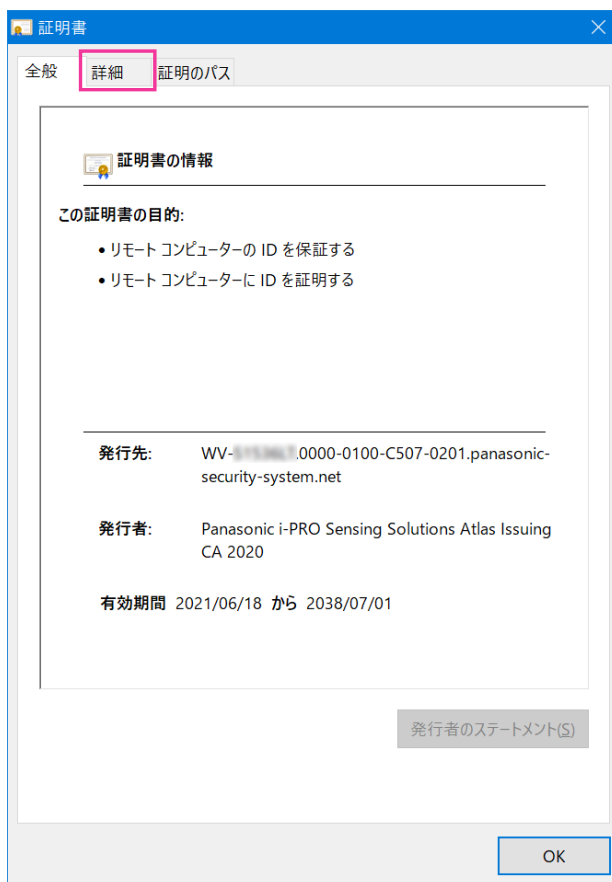 証明書
全般 詳細 証明のパス
証明書の情報
この証明書の目的:
• リモート コンピューターの ID を保証する
• リモート コンピューターに ID を証明する
発行先: WV- .0000-0100-C507-0201.panasonic-
security-system.net
発行者: Panasonic i-PRO Sensing Solutions Atlas Issuing
CA 2020
有効期間 2021/06/18 から 2038/07/01
発行者のステートメント(S)
OK